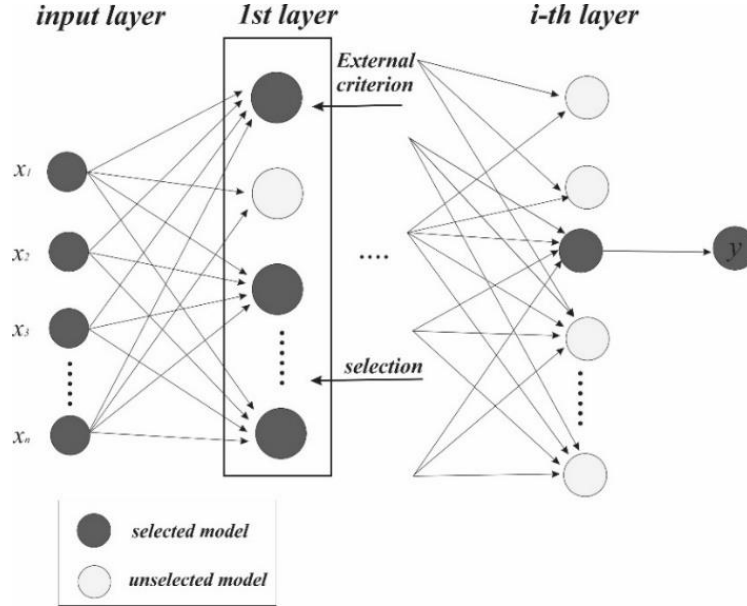 input layer
1st layer
i-th layer
External
criterion
x1
x2
y
....
x3
selection
xn
selected model
unselected model